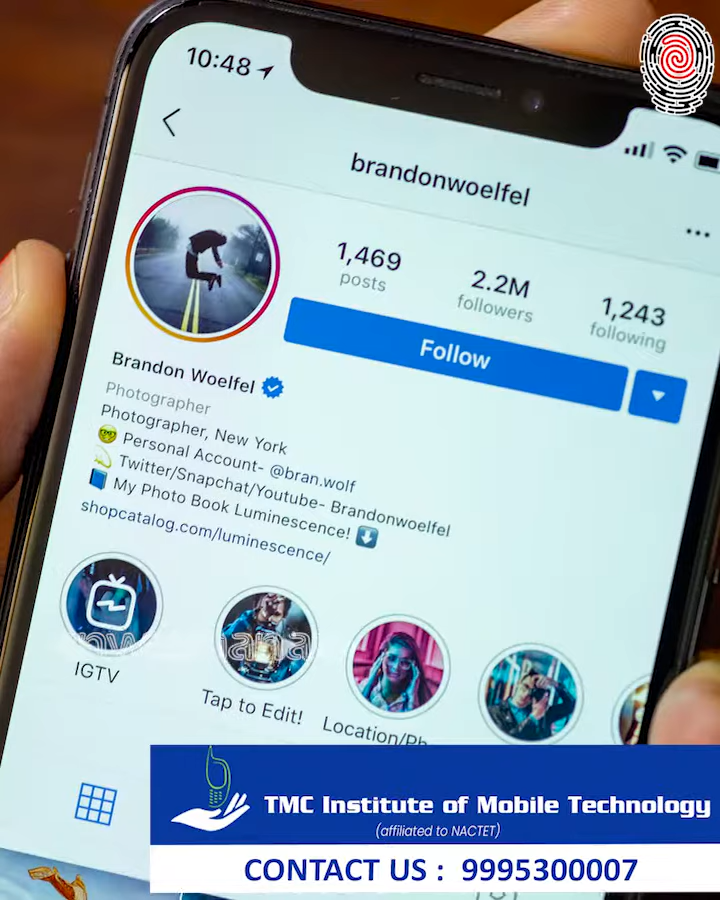 10:48
brandonwoelfel
1,469
posts
2.2M
followers
1,243
following
Follow
Brandon Woelfel
Photographer
Photographer, New York
Personal Account- @bran.wolf
Twitter/Snapchat/Youtube- Brandonwoelfel
My Photo Book Luminescence!
shopcatalog.com/luminescence/
IGTV
Tap to Edit!
Location/Ph
TMC Institute of Mobile Technology
(affiliated to NACTET)
CONTACT US : 9995300007